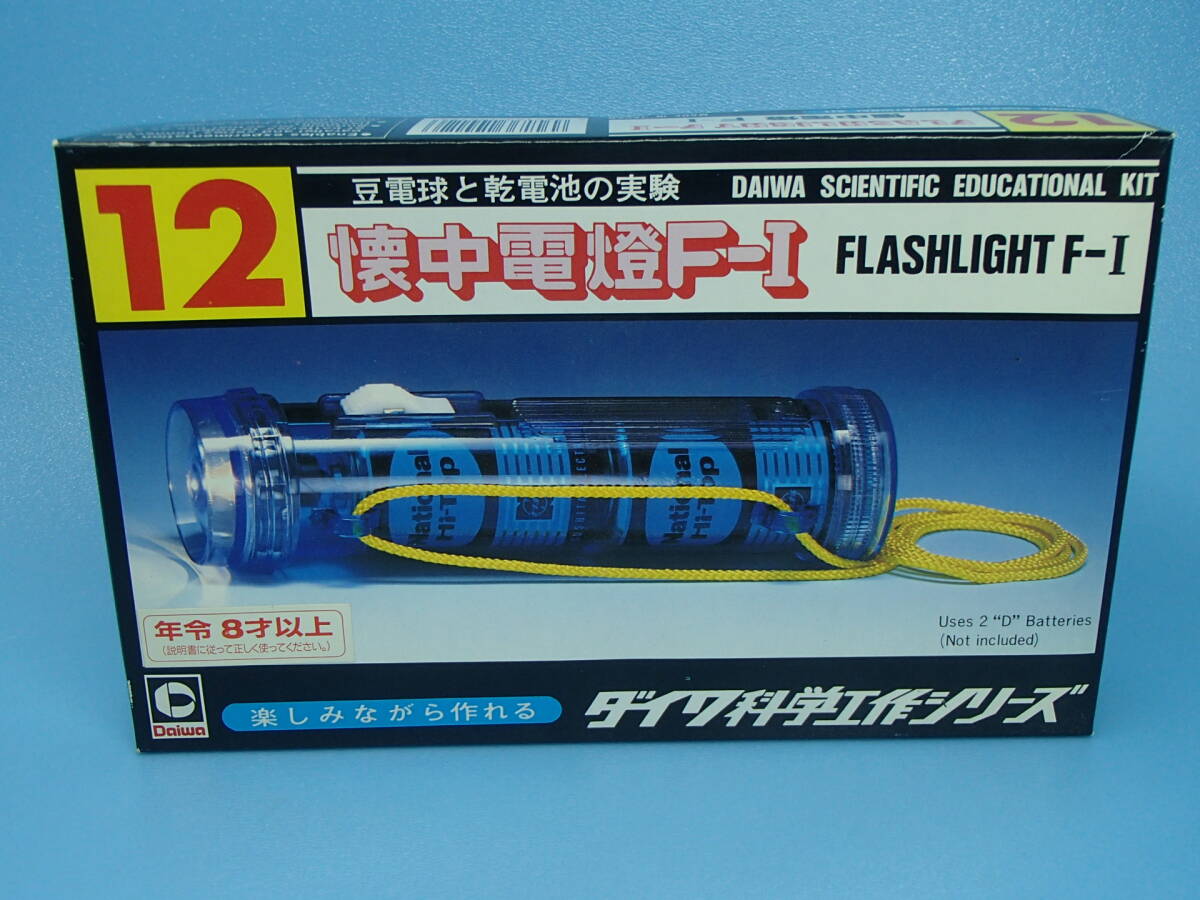 12
豆電球と乾電池の実験 DAIWA SCIENTIFIC EDUCATIONAL KIT
懐中電燈F-I FLASHLIGHT F-I
12
National
Hi-Top
National
Hi-Top
年令 8才以上
(説明書に従って正しく使ってください。)
Uses 2 “D” Batteries
(Not included)
Daiwa
楽しみながら作れる
ダイワ科学工作シリーズ